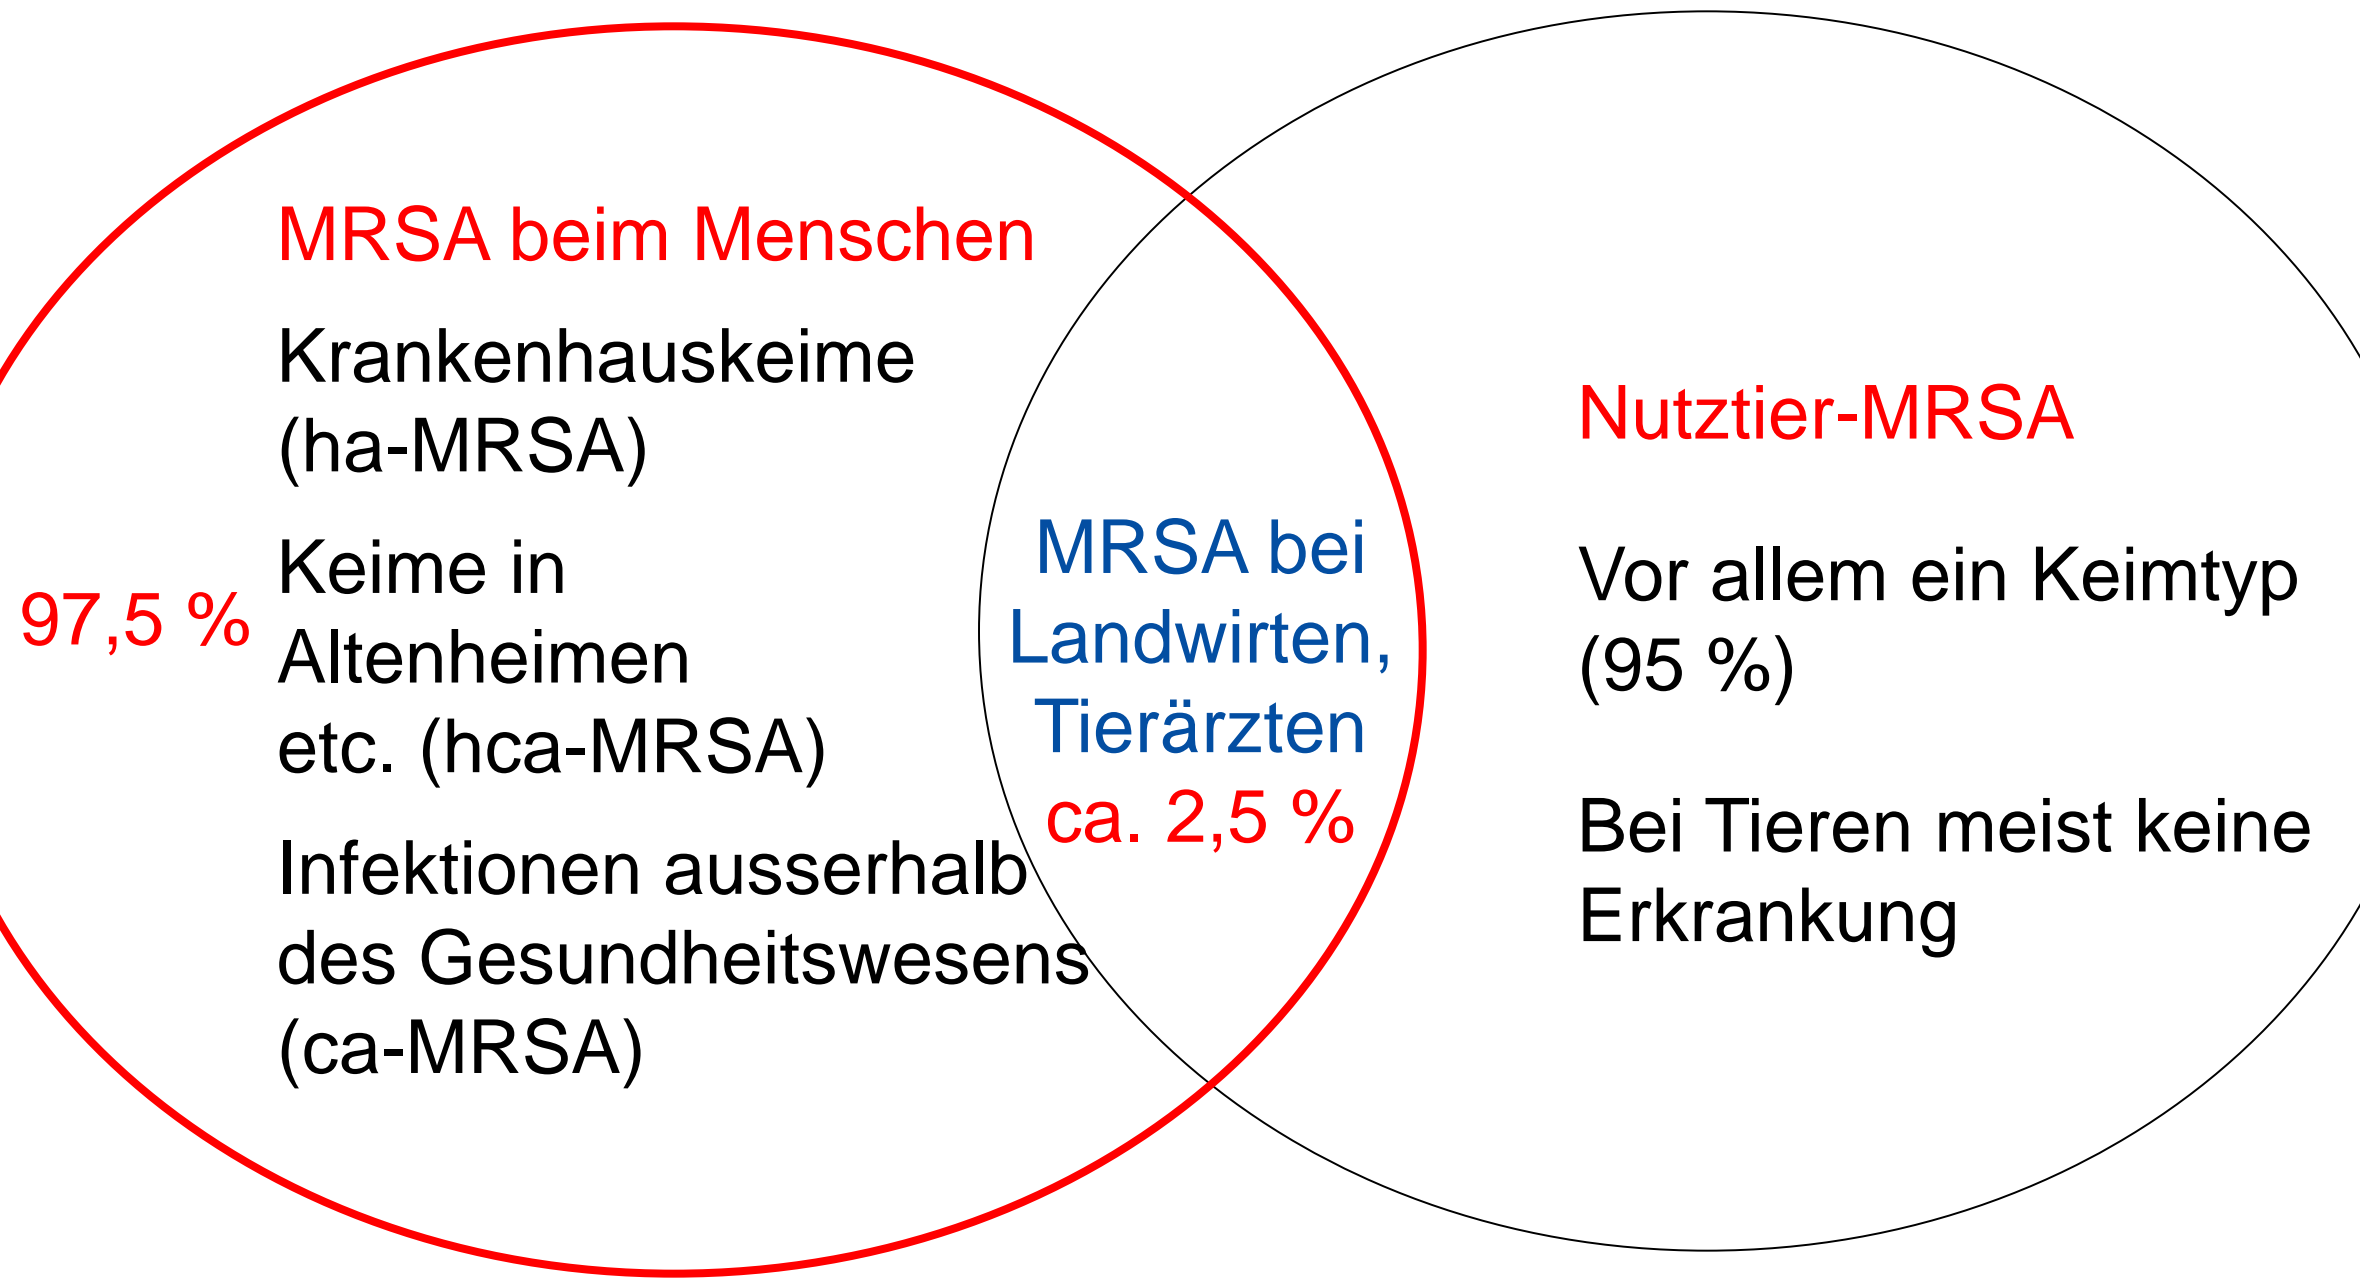 MRSA beim Menschen
Krankenhauskeime
(ha-MRSA)
Keime in
Altenheimen
etc. (hca-MRSA)
Infektionen ausserhalb
des Gesundheitswesens
(ca-MRSA)
97,5 %
MRSA bei
Landwirten,
Tierärzten
ca. 2,5 %
Nutztier-MRSA
Vor allem ein Keimtyp
(95 %)
Bei Tieren meist keine
Erkrankung